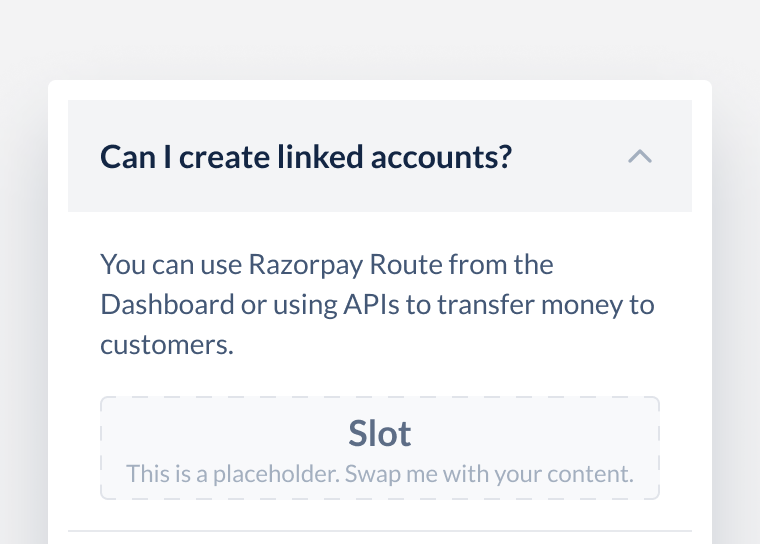 Can I create linked accounts?
You can use Razorpay Route from the
Dashboard or using APIs to transfer money to
customers.
Slot
This is a placeholder. Swap me with your content.